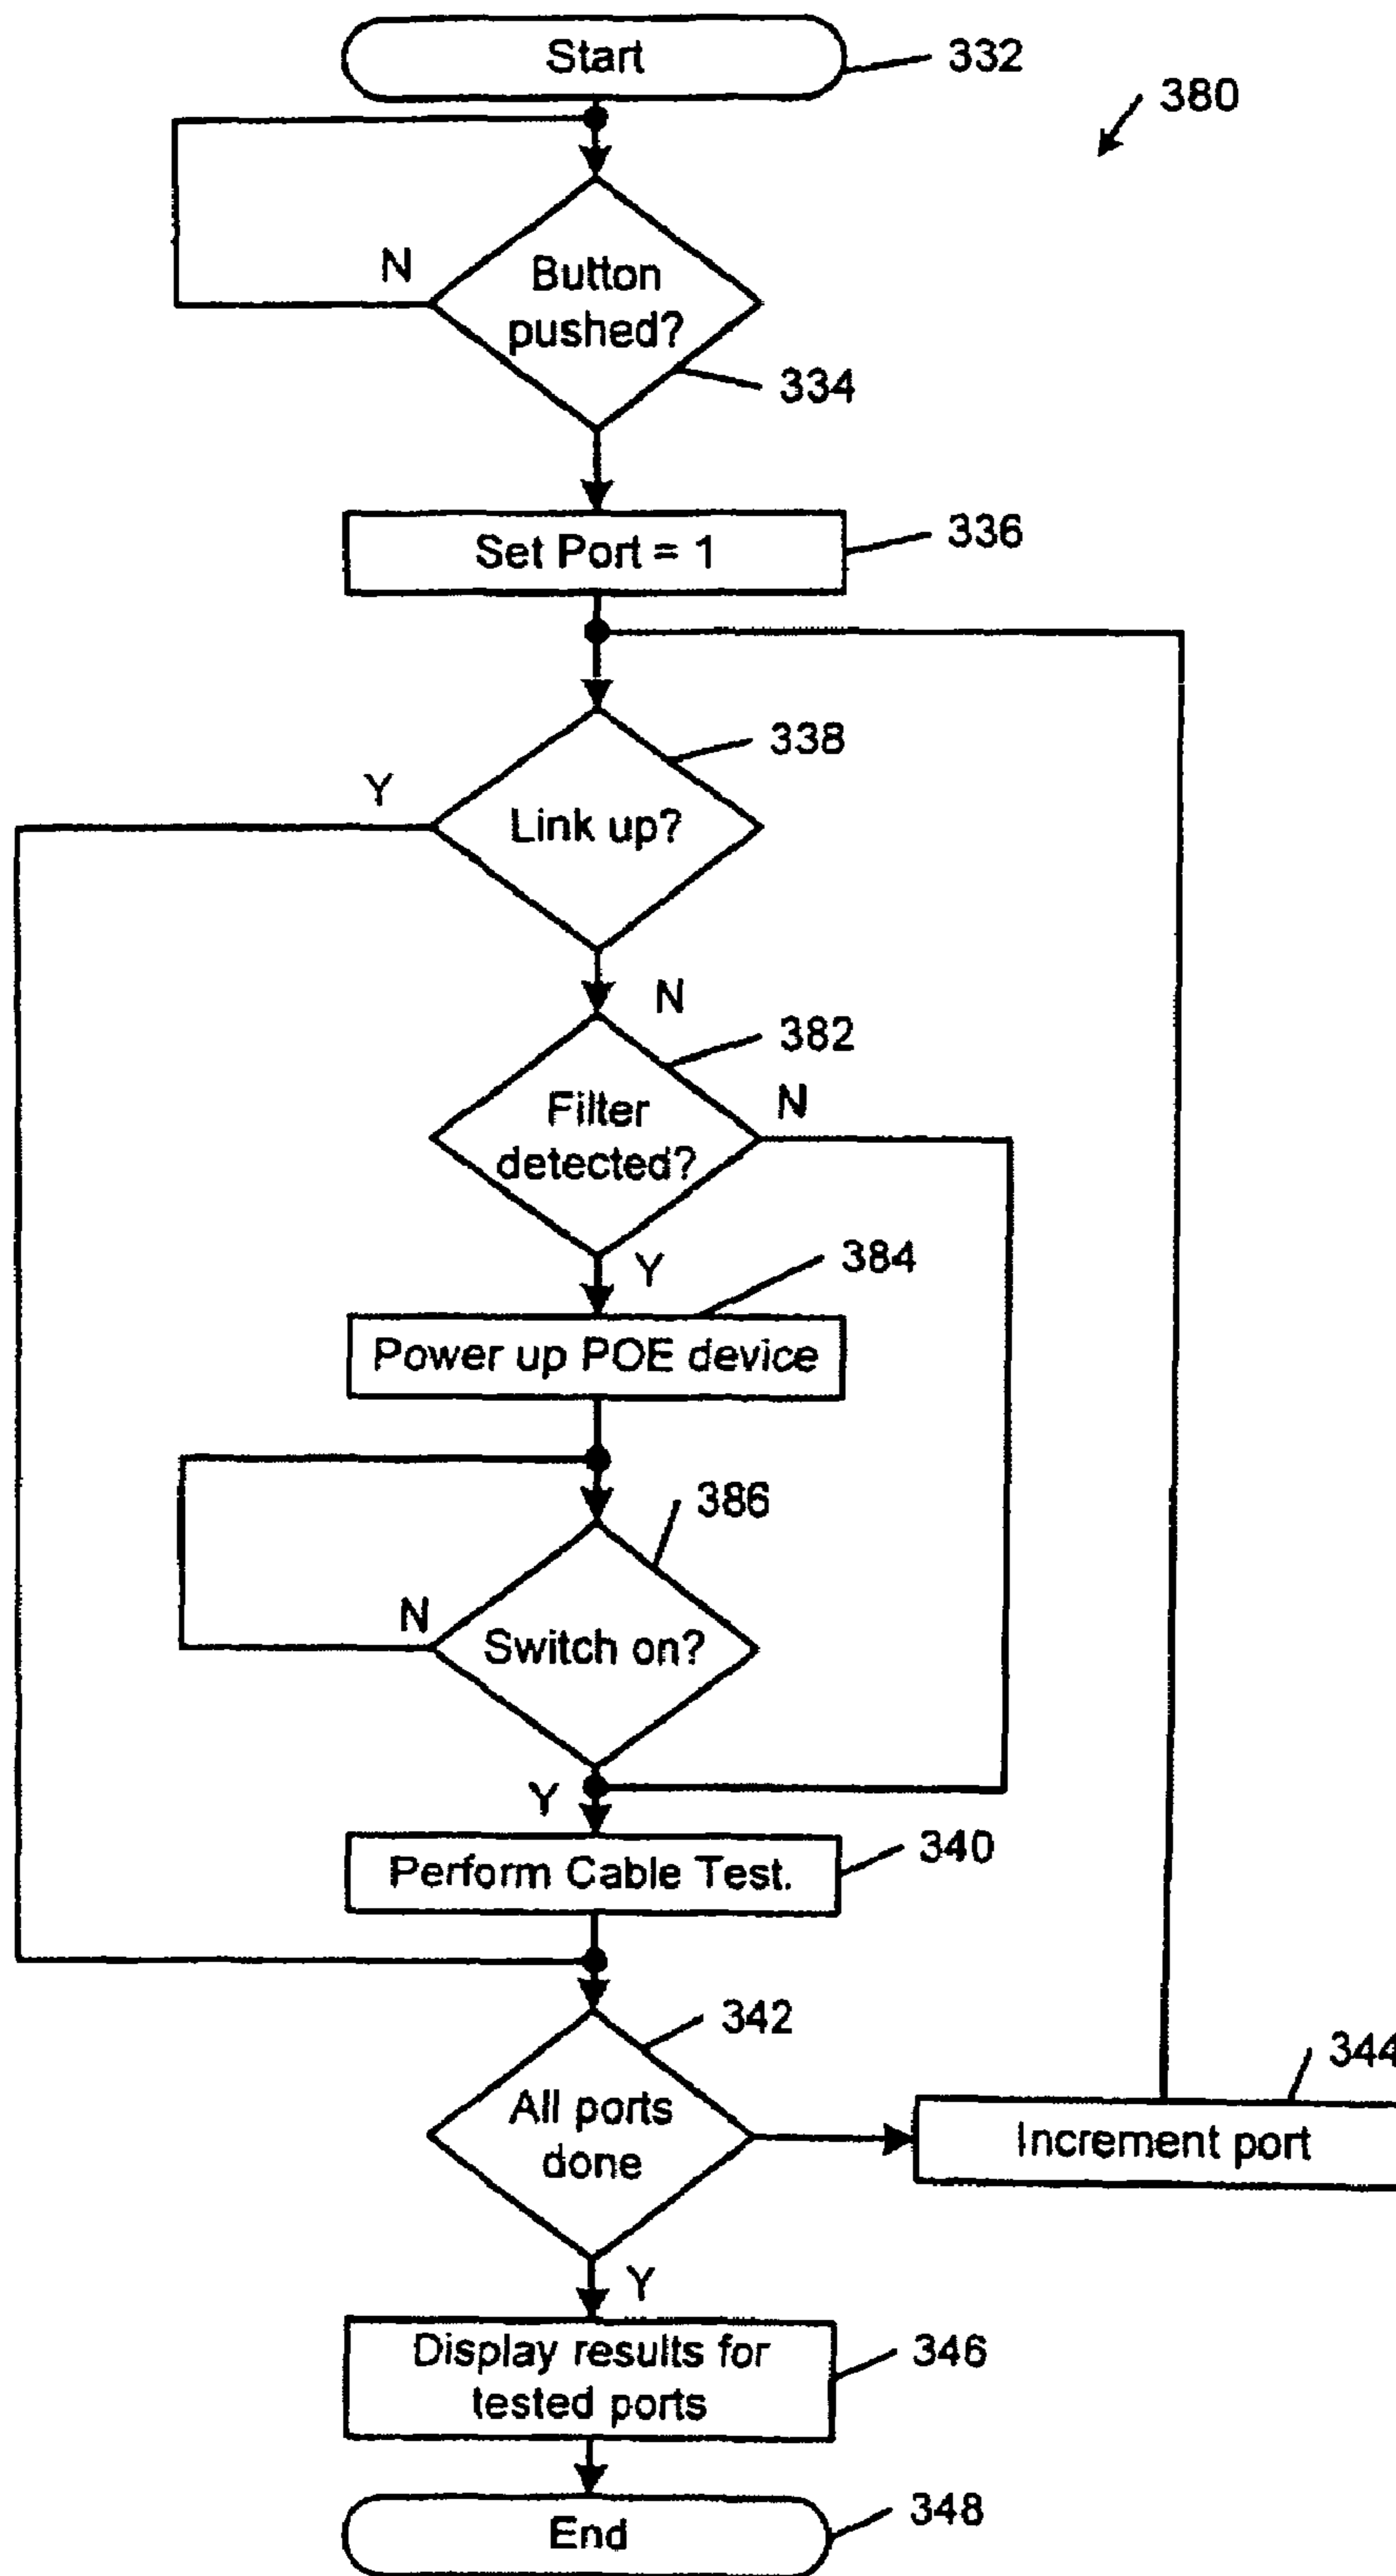 Start
332
380
N
Button
pushed?
334
Set Port = 1
336
338
Y
Link up?
N
382
Filter
detected?
N
Y
384
Power up POE device
386
N
Switch on?
Y
Perform Cable Test.
340
342
All ports
done
344
Increment port
Y
Display results for
tested ports
346
End
348